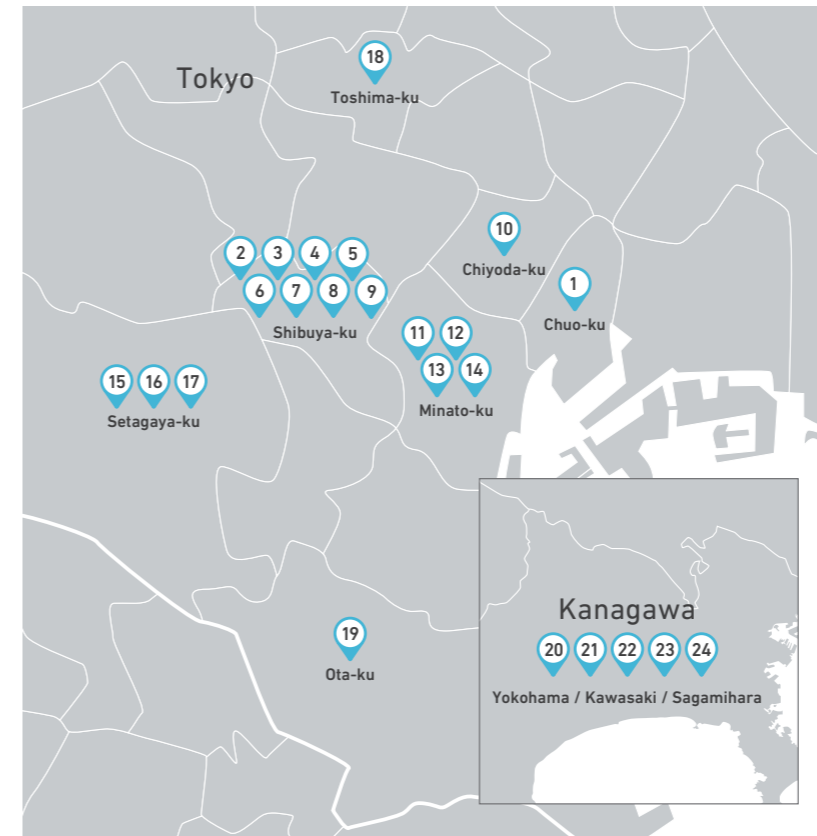 18
Tokyo
Toshima-ku
10
Chiyoda-ku
2 3 4 5
6 7 8 9
Shibuya-ku
1
Chuo-ku
11 12
13 14
Minato-ku
15 16 17
Setagaya-ku
19
Ota-ku
Kanagawa
20 21 22 23 24
Yokohama / Kawasaki / Sagamihara